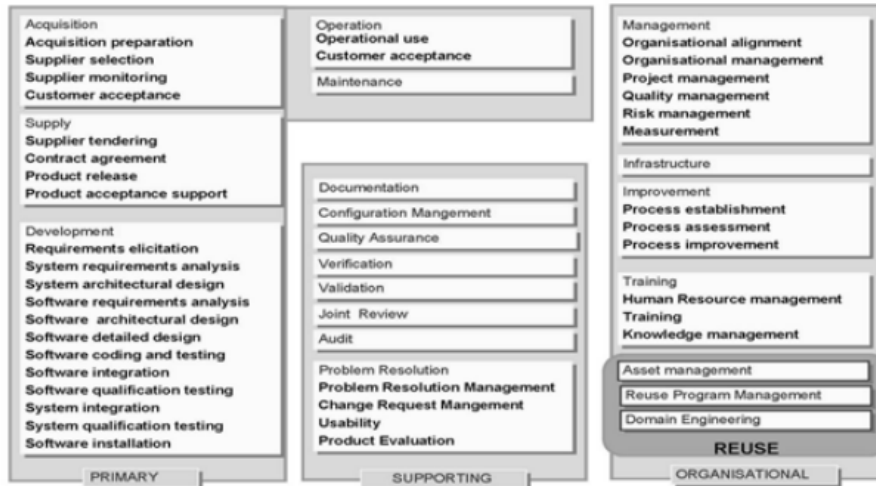 Acquisition
Acquisition preparation
Supplier selection
Supplier monitoring
Customer acceptance
Supply
Supplier tendering
Contract agreement
Product release
Product acceptance support
Development
Requirements elicitation
System requirements analysis
System architectural design
Software requirements analysis
Software architectural design
Software detailed design
Software coding and testing
Software integration
Software qualification testing
System integration
System qualification testing
Software installation
PRIMARY
Operation
Operational use
Customer acceptance
Maintenance
Documentation
Configuration Mangement
Quality Assurance
Verification
Validation
Joint Review
Audit
Problem Resolution
Problem Resolution Management
Change Request Mangement
Usability
Product Evaluation
SUPPORTING
Management
Organisational alignment
Organisational management
Project management
Quality management
Risk management
Measurement
Infrastructure
Improvement
Process establishment
Process assessment
Process improvement
Training
Human Resource management
Training
Knowledge management
Asset management
Reuse Program Management
Domain Engineering
REUSE
ORGANISATIONAL